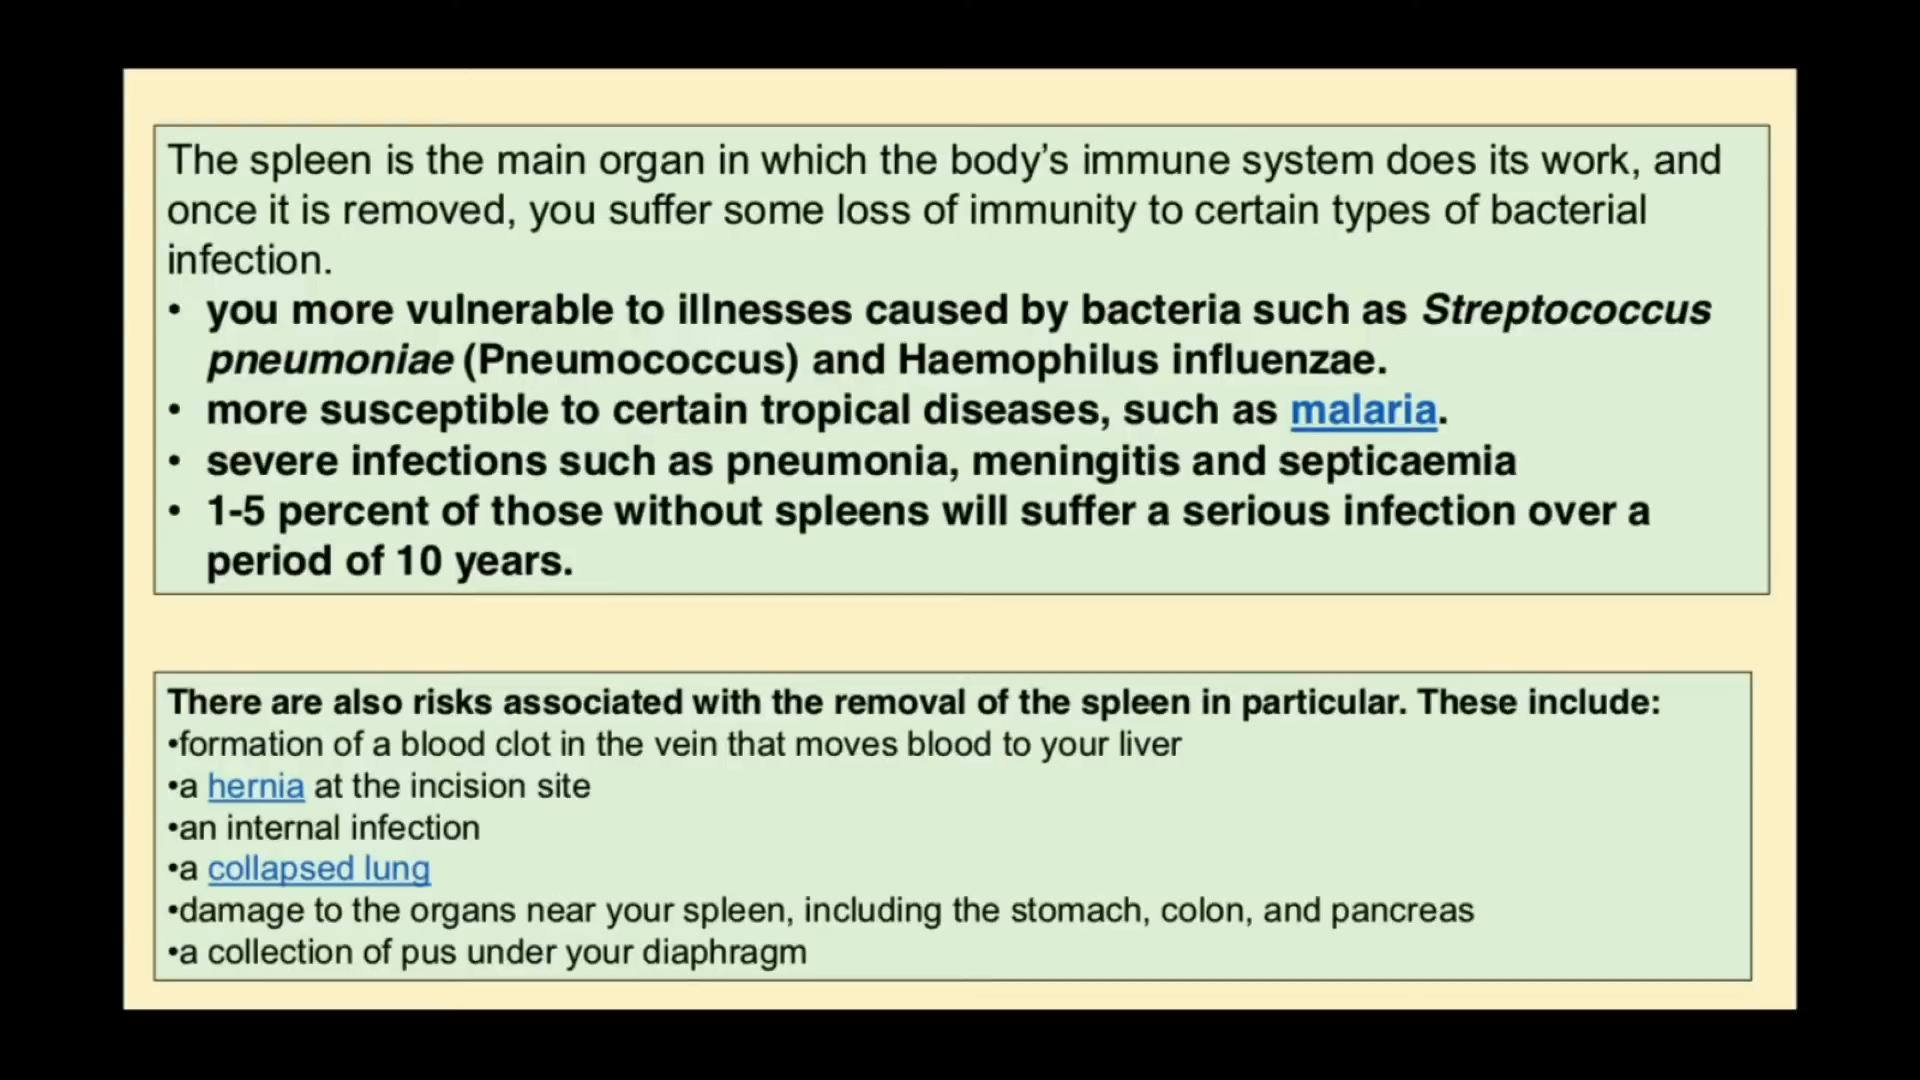 The spleen is the main organ in which the body’s immune system does its work, and
once it is removed, you suffer some loss of immunity to certain types of bacterial
infection.
• you more vulnerable to illnesses caused by bacteria such as Streptococcus
pneumoniae (Pneumococcus) and Haemophilus influenzae.
• more susceptible to certain tropical diseases, such as malaria.
• severe infections such as pneumonia, meningitis and septicaemia
• 1-5 percent of those without spleens will suffer a serious infection over a
period of 10 years.
There are also risks associated with the removal of the spleen in particular. These include:
•formation of a blood clot in the vein that moves blood to your liver
•a hernia at the incision site
•an internal infection
•a collapsed lung
•damage to the organs near your spleen, including the stomach, colon, and pancreas
•a collection of pus under your diaphragm